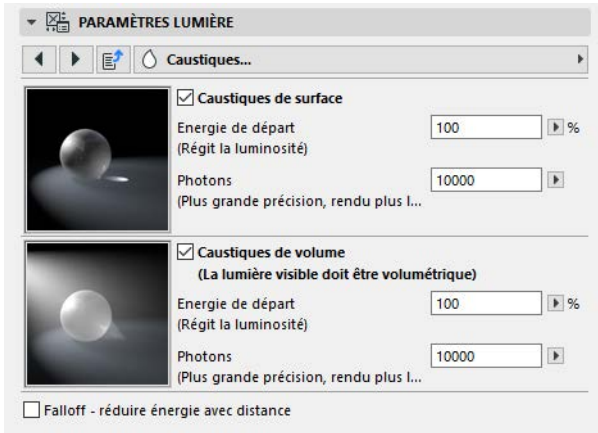 PARAMÈTRES LUMIÈRE
Caustiques...
Caustiques de surface
Energie de départ
100
%
(Régit la luminosité)
Photons
10000
(Plus grande précision, rendu plus l...
Caustiques de volume
(La lumière visible doit être volumétrique)
Energie de départ
100
%
(Régit la luminosité)
Photons
10000
(Plus grande précision, rendu plus l...
Falloff - réduire énergie avec distance